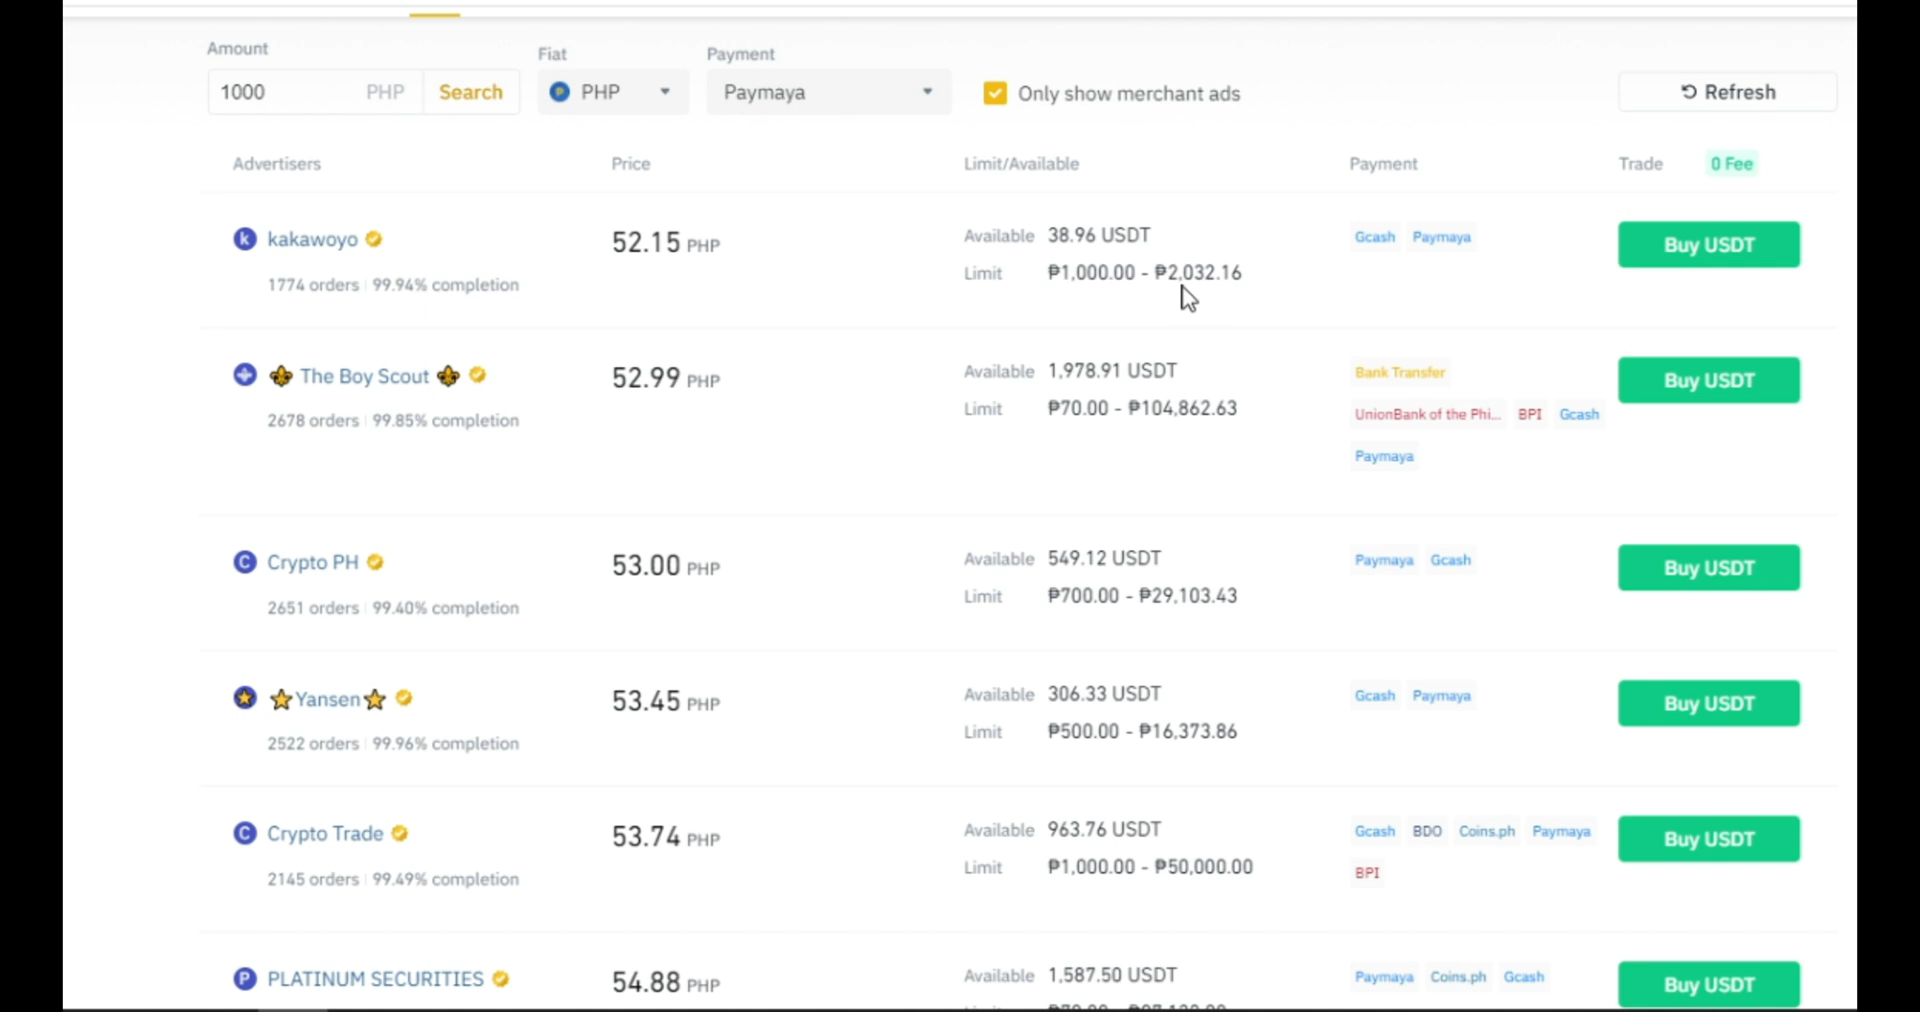 Amount Fiat Payment
1000 PHP Search PHP Paymaya Only show merchant ads Refresh
Advertisers Price Limit/Available Payment Trade 0 Fee
k kakawoyo 52.15 PHP Available 38.96 USDT Gcash Paymaya Buy USDT
1774 orders | 99.94% completion Limit ₱1,000.00 - ₱2,032.16
The Boy Scout 52.99 PHP Available 1,978.91 USDT Bank Transfer Buy USDT
2678 orders | 99.85% completion Limit ₱70.00 - ₱104,862.63 UnionBank of the Phi... BPI Gcash
Paymaya
C Crypto PH 53.00 PHP Available 549.12 USDT Paymaya Gcash Buy USDT
2651 orders | 99.40% completion Limit ₱700.00 - ₱29,103.43
Yansen 53.45 PHP Available 306.33 USDT Gcash Paymaya Buy USDT
2522 orders | 99.96% completion Limit ₱500.00 - ₱16,373.86
C Crypto Trade 53.74 PHP Available 963.76 USDT Gcash BDO Coins.ph Paymaya Buy USDT
2145 orders | 99.49% completion Limit ₱1,000.00 - ₱50,000.00 BPI
P PLATINUM SECURITIES 54.88 PHP Available 1,587.50 USDT Paymaya Coins.ph Gcash Buy USDT